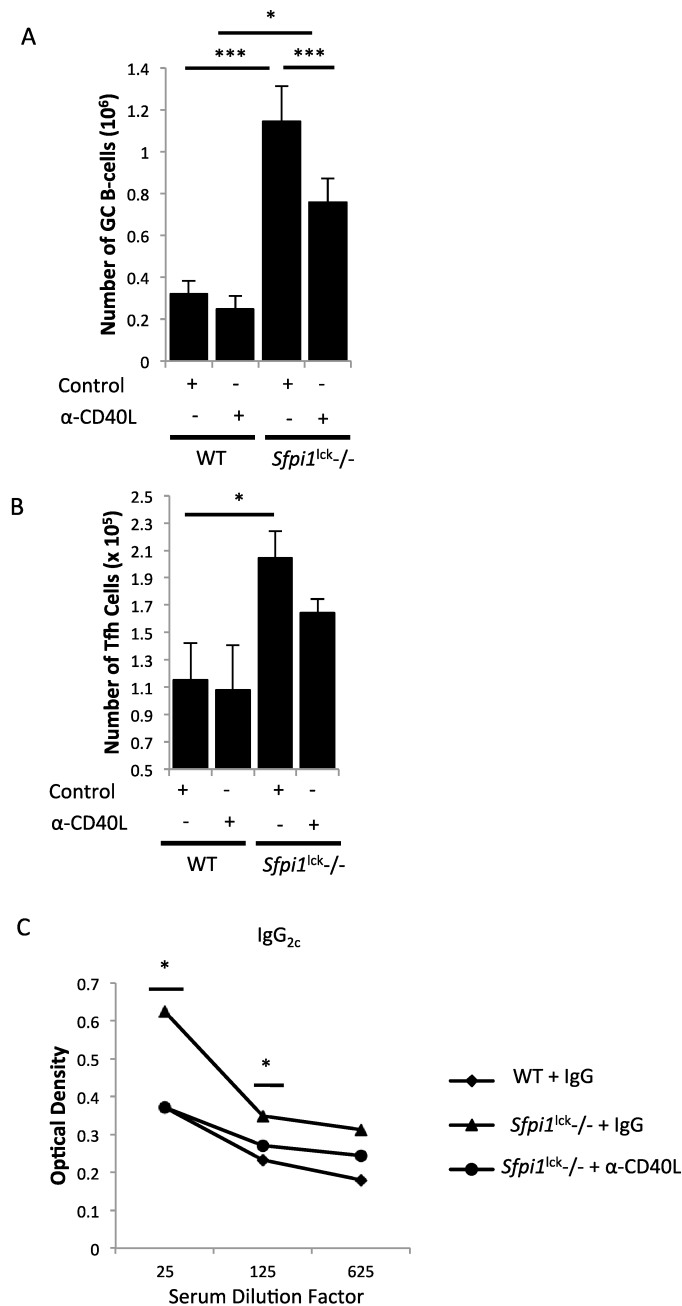 A
*
*** ***
Number of GC B-cells (10⁶)
1.4
1.2
1
0.8
0.6
0.4
0.2
0
Control + - + -
α-CD40L - + - +
WT Sfpi1ˡᶜᵏ-/-
B
*
Number of Tfh Cells (x 10⁵)
2.5
2.3
2.1
1.9
1.7
1.5
1.3
1.1
0.9
0.7
0.5
Control + - + -
α-CD40L - + - +
WT Sfpi1ˡᶜᵏ-/-
C
IgG2c
*
*
Optical Density
0.7
0.6
0.5
0.4
0.3
0.2
0.1
0
25 125 625
Serum Dilution Factor
WT + IgG
Sfpi1ˡᶜᵏ-/- + IgG
Sfpi1ˡᶜᵏ-/- + α-CD40L